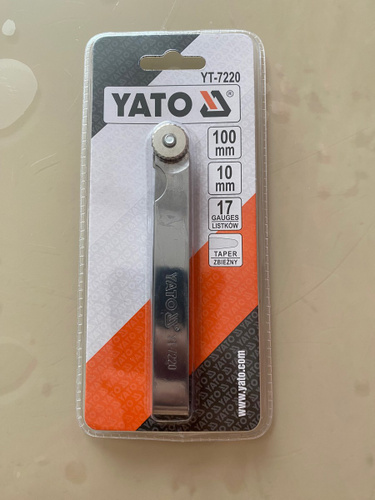 YT-7220
YATO ®
100
mm
10
mm
17
GAUGES
LISTKÓW
TAPER
ZBIEŻNY
YATO
YT-7220
www.yato.com